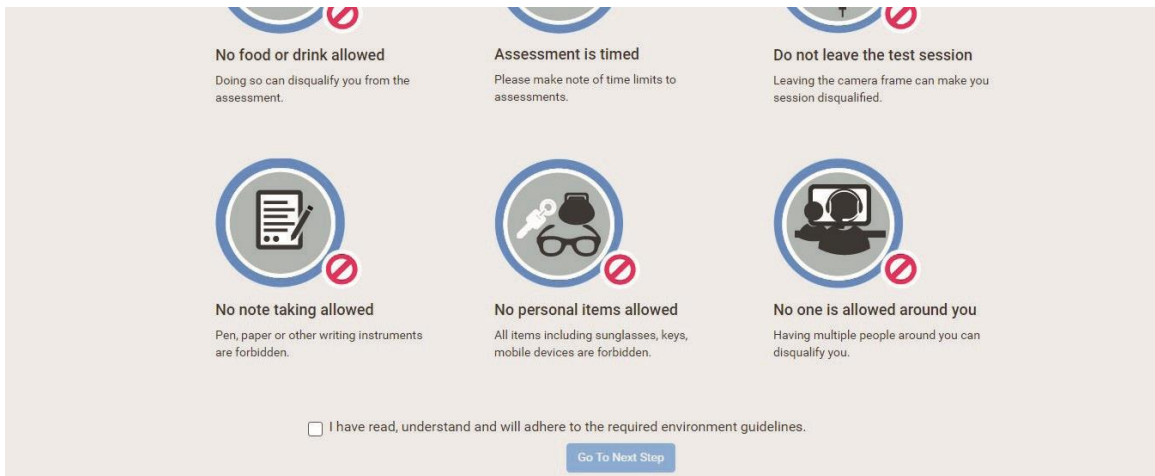 No food or drink allowed
Doing so can disqualify you from the
assessment.
Assessment is timed
Please make note of time limits to
assessments.
Do not leave the test session
Leaving the camera frame can make you
session disqualified.
No note taking allowed
Pen, paper or other writing instruments
are forbidden.
No personal items allowed
All items including sunglasses, keys,
mobile devices are forbidden.
No one is allowed around you
Having multiple people around you can
disqualify you.
I have read, understand and will adhere to the required environment guidelines.
Go To Next Step